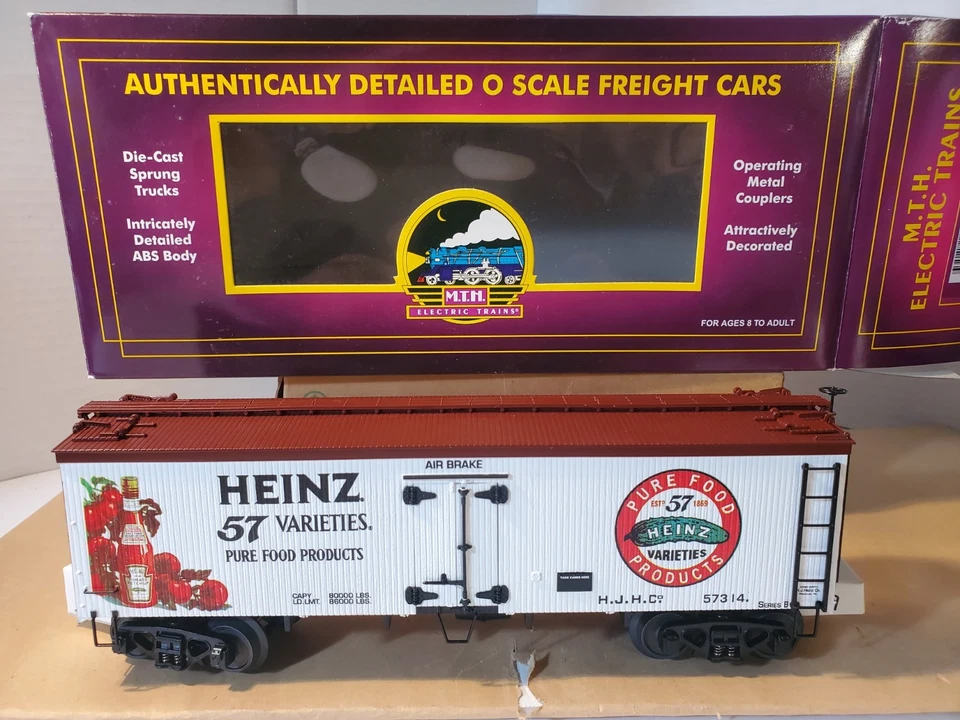 AUTHENTICALLY DETAILED O SCALE FREIGHT CARS
Die-Cast
Sprung
Trucks
Intricately
Detailed
ABS Body
Operating
Metal
Couplers
Attractively
Decorated
M.T.H.
ELECTRIC TRAINS®
FOR AGES 8 TO ADULT
M.T.H.
ELECTRIC TRAINS
AIR BRAKE
HEINZ
57 VARIETIES.
PURE FOOD PRODUCTS
CAPY 80000 LBS.
LD.LMT. 86000 LBS.
PURE FOOD
ESTD 57 1869
HEINZ
VARIETIES
PRODUCTS
H.J.H.Co 57314.